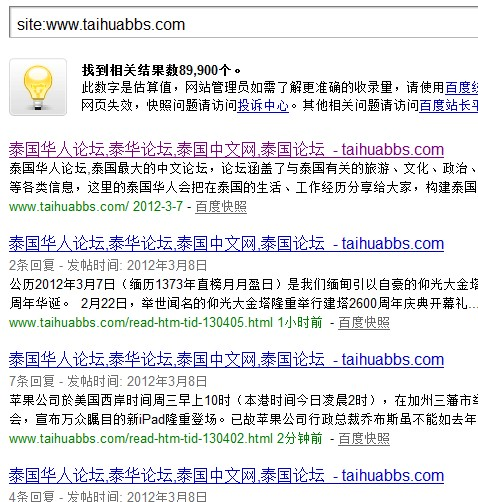 site:www.taihuabbs.com
找到相关结果数89,900个。
此数字是估算值，网站管理员如需了解更准确的收录量，请使用百度
网页失效，快照问题请访问投诉中心。其他相关问题请访问百度站长平
泰国华人论坛,泰华论坛,泰国中文网,泰国论坛 - taihuabbs.com
泰国华人论坛,泰国最大的中文论坛，论坛涵盖了与泰国有关的旅游、文化、政治、
等各类信息，这里的泰国华人会把在泰国的生活、工作经历分享给大家，构建泰国
www.taihuabbs.com/ 2012-3-7 - 百度快照
泰国华人论坛,泰华论坛,泰国中文网,泰国论坛 - taihuabbs.com
2条回复 - 发帖时间: 2012年3月8日
公历2012年3月7日（缅历1373年直榜月月盈日）是我们缅甸引以自豪的仰光大金塔
周年华诞。 2月22日，举世闻名的仰光大金塔隆重举行建塔2600周年庆典开幕礼...
www.taihuabbs.com/read-htm-tid-130405.html 1小时前 - 百度快照
泰国华人论坛,泰华论坛,泰国中文网,泰国论坛 - taihuabbs.com
7条回复 - 发帖时间: 2012年3月8日
苹果公司於美国西岸时间周三早上10时（本港时间今日凌晨2时），在加州三藩市举
会，宣布万众瞩目的新iPad隆重登场。已故苹果公司行政总裁乔布斯虽不能如去年
www.taihuabbs.com/read-htm-tid-130402.html 2分钟前 - 百度快照
泰国华人论坛,泰华论坛,泰国中文网,泰国论坛 - taihuabbs.com
4条回复 - 发帖时间: 2012年3月8日